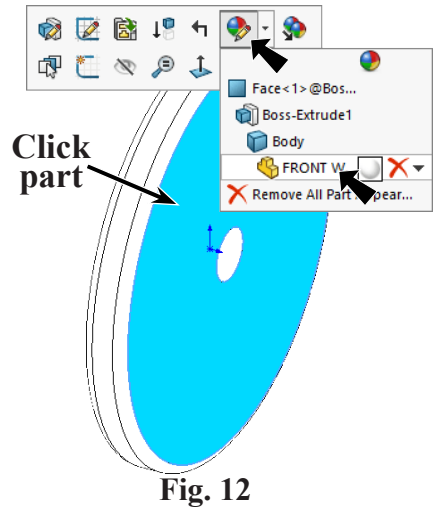 Face<1>@Bos...
Boss-Extrude1
Body
FRONT W
Remove All Part pear...
Click
part
Fig. 12